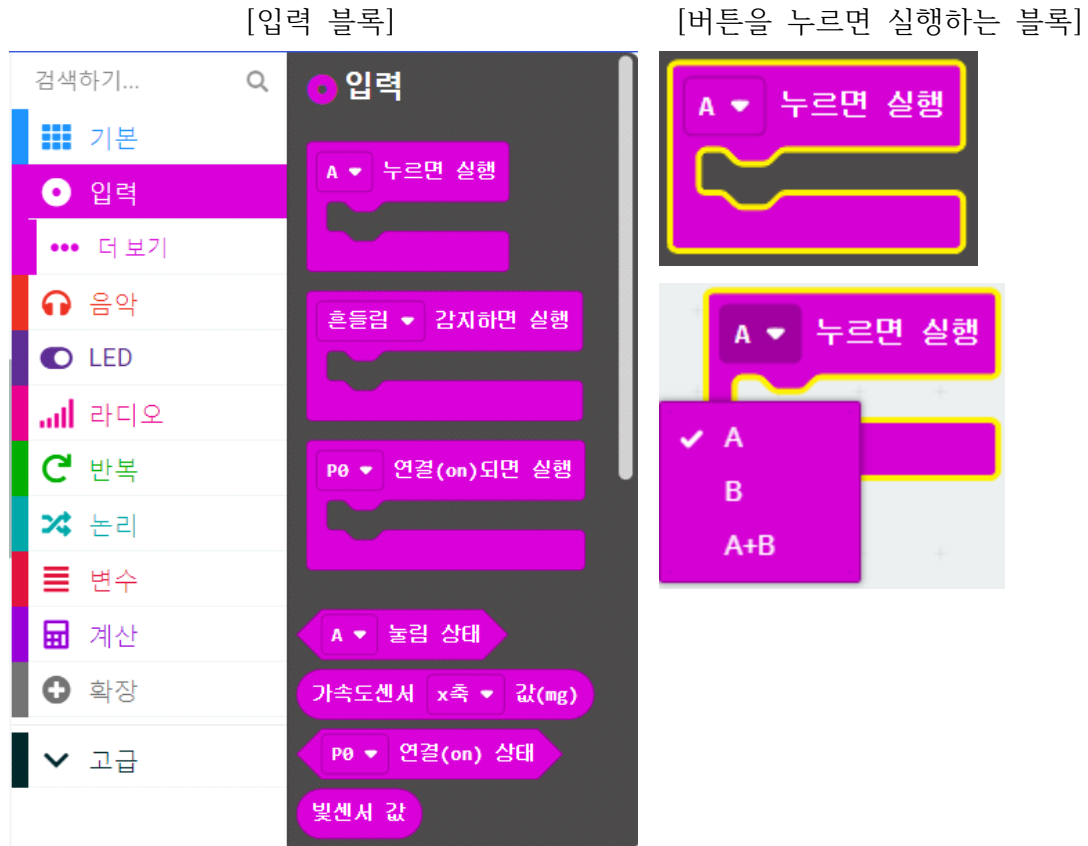 [입력 블록]
검색하기...
기본
입력
더 보기
음악
LED
라디오
반복
논리
변수
계산
확장
고급
입력
A 누르면 실행
흔들림 감지하면 실행
P0 연결(on)되면 실행
A 눌림 상태
가속도센서 x축 값(mg)
P0 연결(on) 상태
빛센서 값
[버튼을 누르면 실행하는 블록]
A 누르면 실행
A 누르면 실행
A
B
A+B